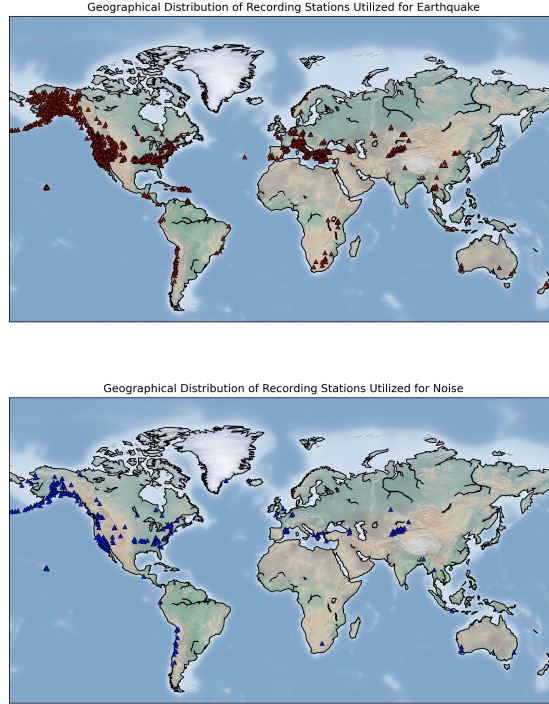 Geographical Distribution of Recording Stations Utilized for Earthquake
Geographical Distribution of Recording Stations Utilized for Noise